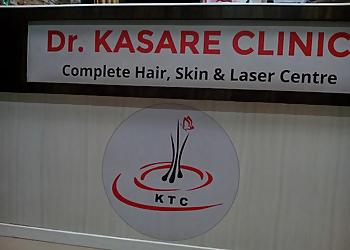 Dr. KASARE CLINIC
Complete Hair, Skin & Laser Centre
KTC